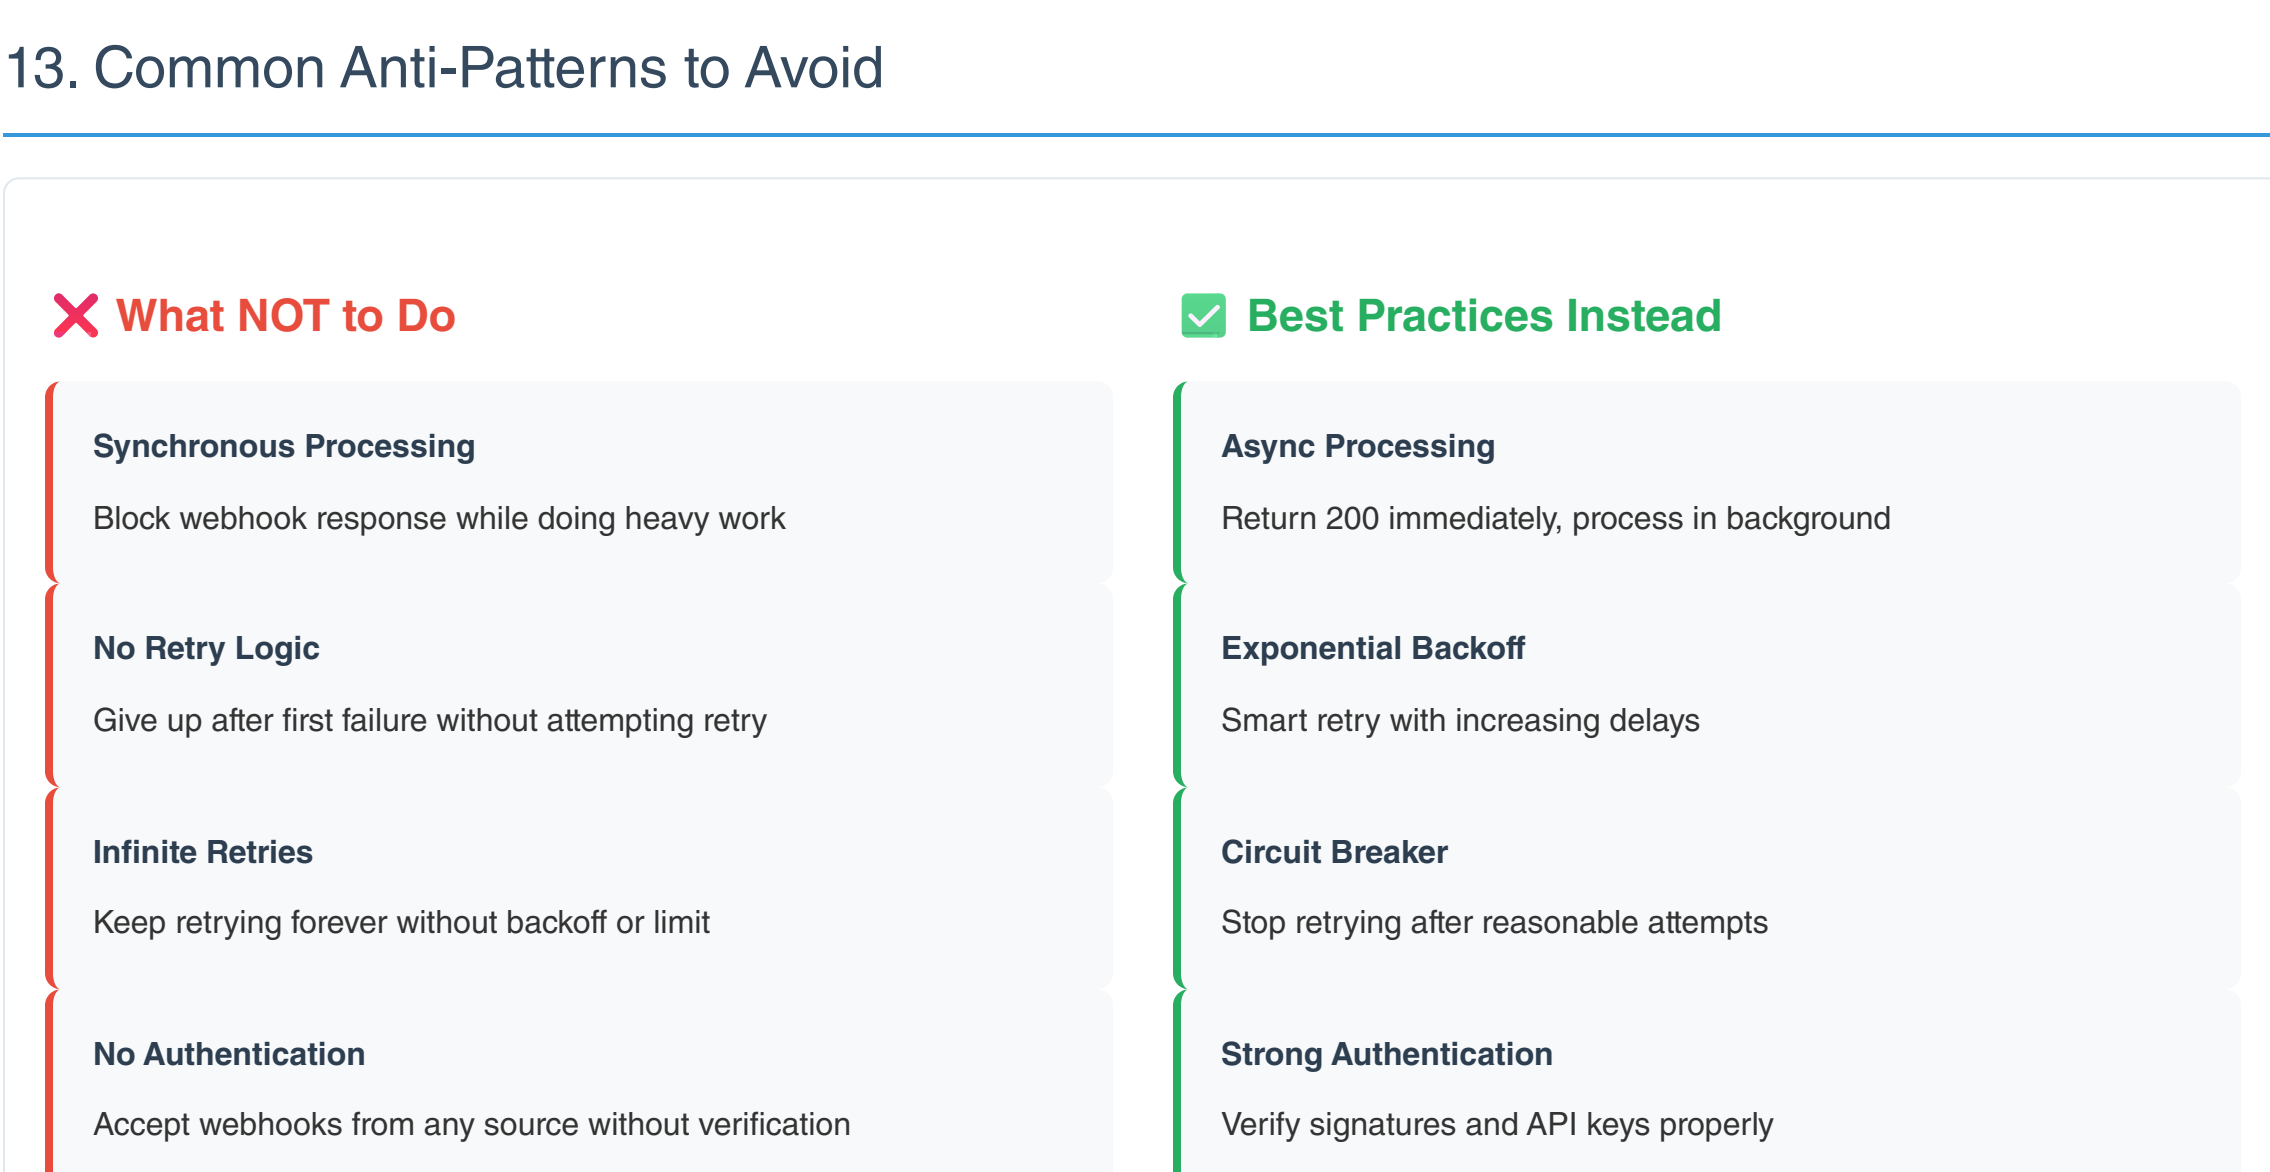 13. Common Anti-Patterns to Avoid
❌ What NOT to Do
Synchronous Processing
Block webhook response while doing heavy work
No Retry Logic
Give up after first failure without attempting retry
Infinite Retries
Keep retrying forever without backoff or limit
No Authentication
Accept webhooks from any source without verification
✅ Best Practices Instead
Async Processing
Return 200 immediately, process in background
Exponential Backoff
Smart retry with increasing delays
Circuit Breaker
Stop retrying after reasonable attempts
Strong Authentication
Verify signatures and API keys properly